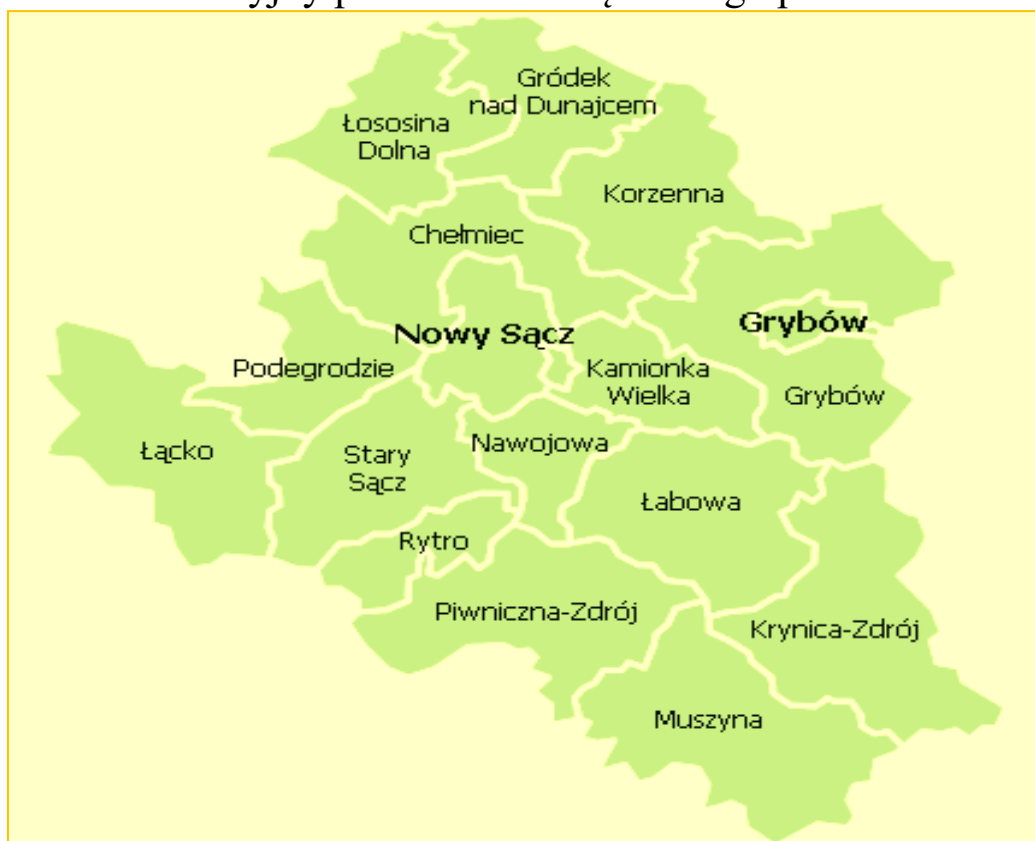 Gródek
nad Dunajcem
Łososina
Dolna
Korzenna
Chełmiec
Nowy Sącz
Grybów
Podegrodzie
Kamionka
Wielka
Grybów
Łącko
Stary
Sącz
Nawojowa
Łabowa
Rytro
Piwniczna-Zdrój
Krynica-Zdrój
Muszyna